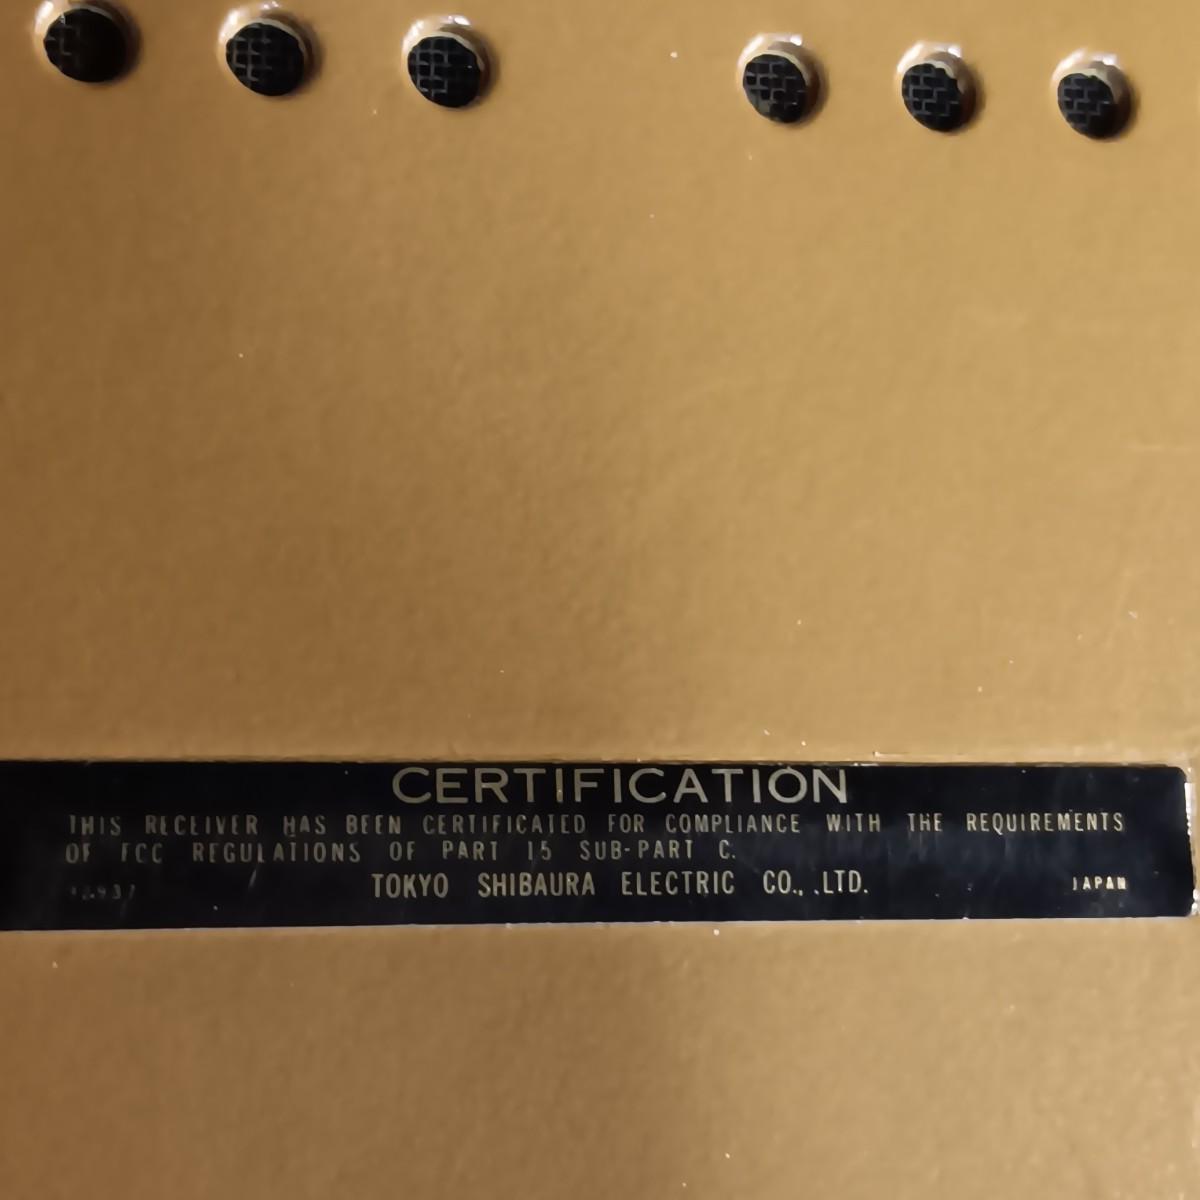 CERTIFICATION
THIS RECEIVER HAS BEEN CERTIFICATED FOR COMPLIANCE WITH THE REQUIREMENTS
OF FCC REGULATIONS OF PART 15 SUB-PART C.
TOKYO SHIBAURA ELECTRIC CO., .LTD. JAPAN